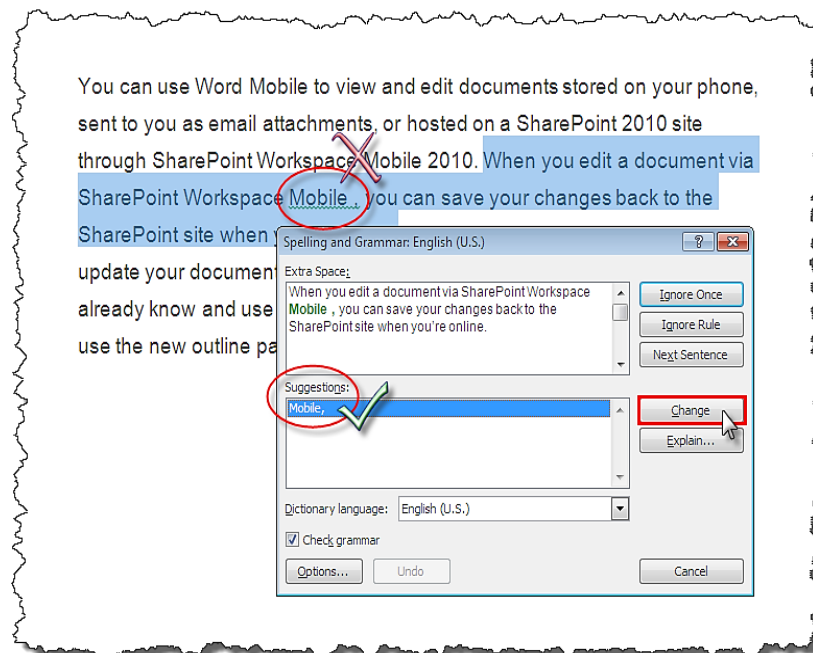 You can use Word Mobile to view and edit documents stored on your phone,
sent to you as email attachments, or hosted on a SharePoint 2010 site
through SharePoint Workspace Mobile 2010. When you edit a document via
SharePoint Workspace Mobile , you can save your changes back to the
SharePoint site when
update your document
already know and use
use the new outline
Spelling and Grammar: English (U.S.)
Extra Space:
When you edit a document via SharePoint Workspace
Mobile , you can save your changes back to the
SharePoint site when you're online.
Ignore Once
Ignore Rule
Next Sentence
Suggestions:
Mobile,
Change
Explain...
Dictionary language: English (U.S.)
Check grammar
Options... Undo Cancel